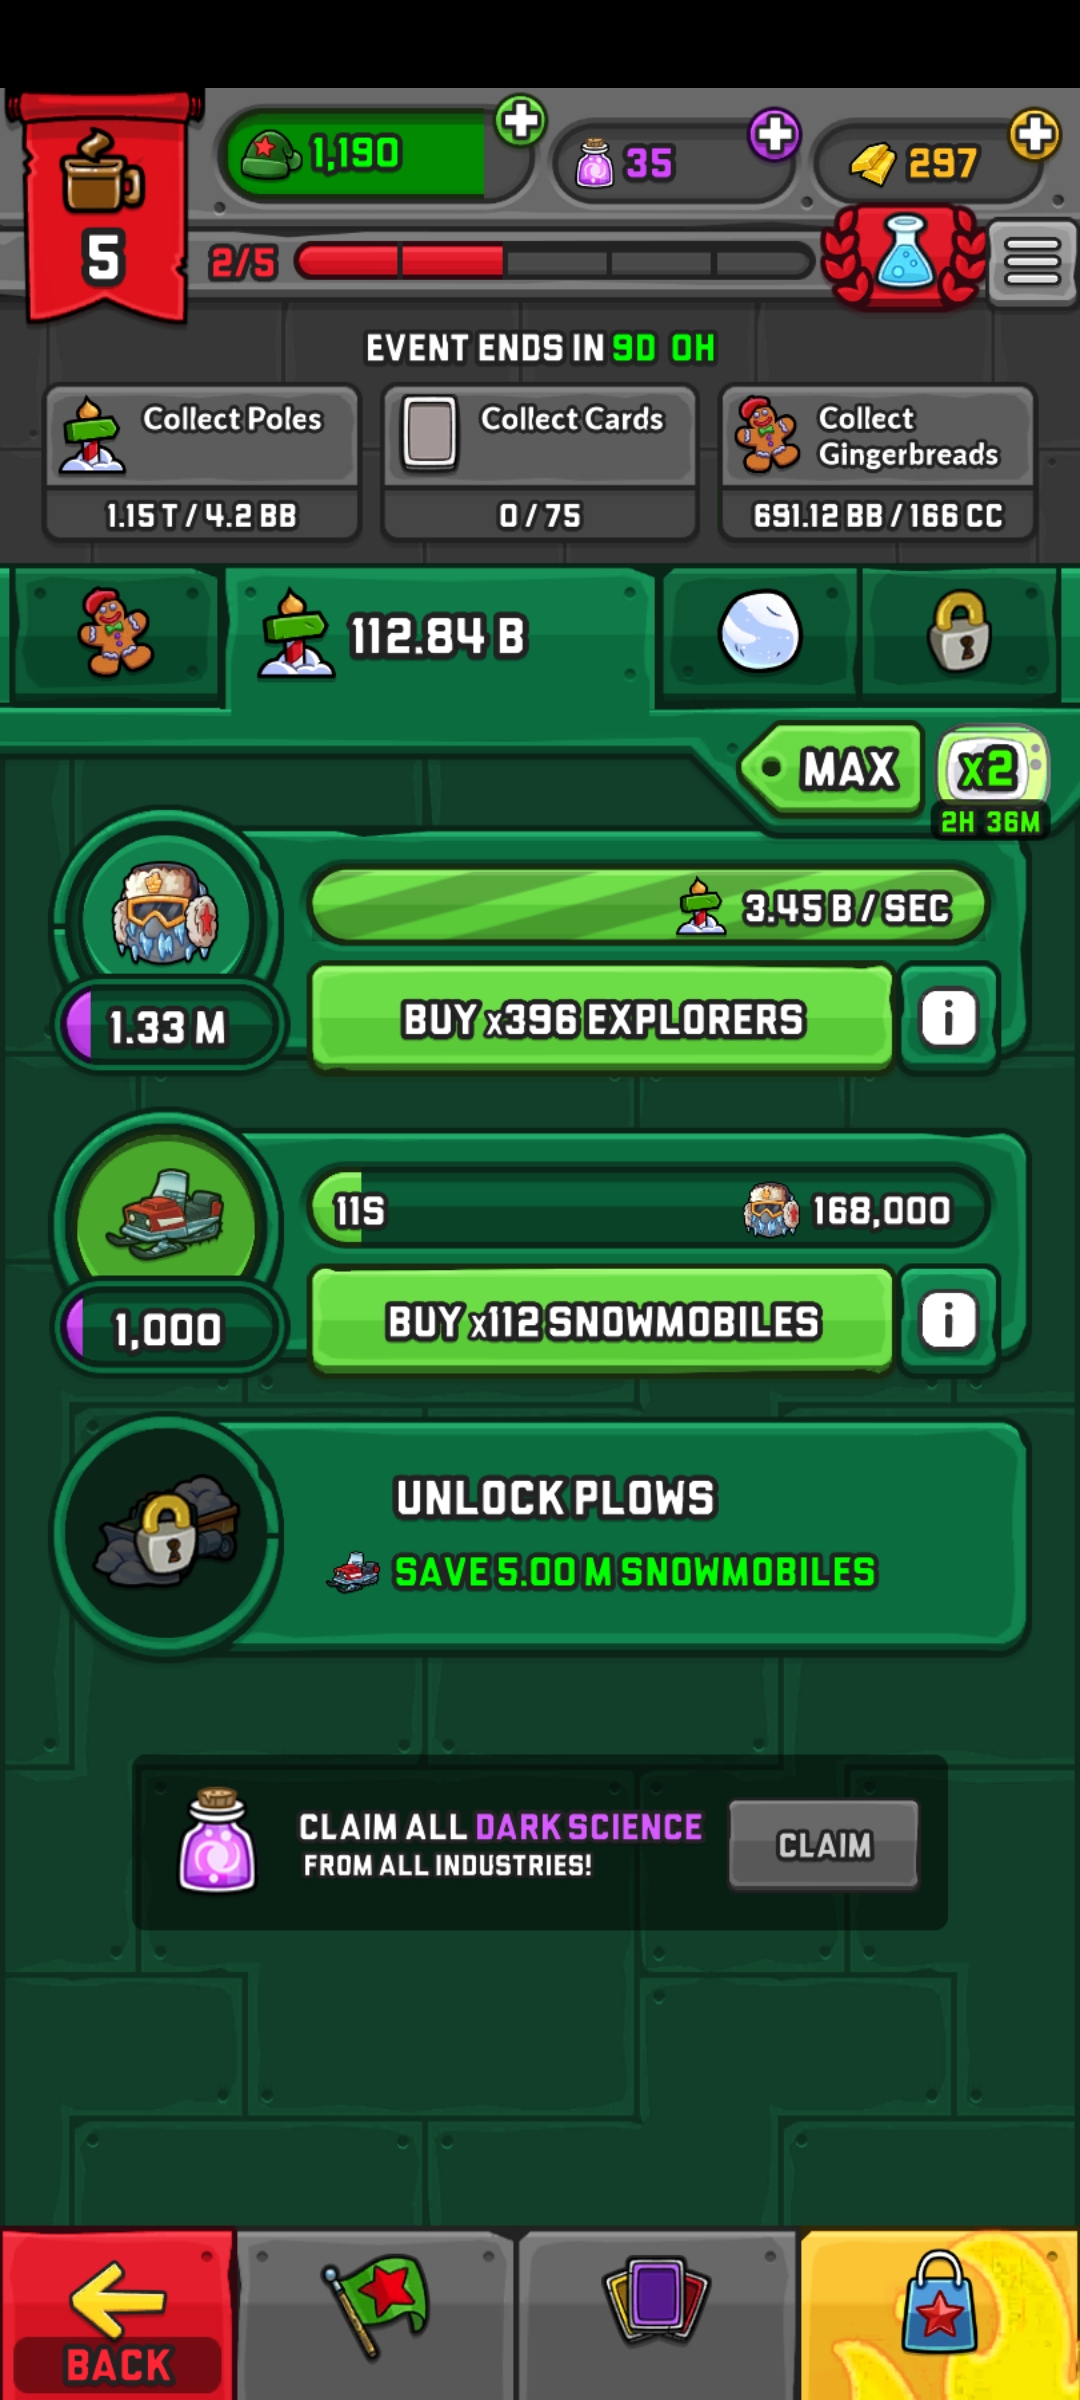 5
1,190
35
297
2/5
EVENT ENDS IN 9D 0H
Collect Poles
1.15 T / 4.2 BB
Collect Cards
0 / 75
Collect
Gingerbreads
691.12 BB / 166 CC
112.84 B
MAX
x2
2H 36M
3.45 B / SEC
1.33 M
BUY x396 EXPLORERS
i
11S
168,000
1,000
BUY x112 SNOWMOBILES
i
UNLOCK PLOWS
SAVE 5.00 M SNOWMOBILES
CLAIM ALL DARK SCIENCE
FROM ALL INDUSTRIES!
CLAIM
BACK